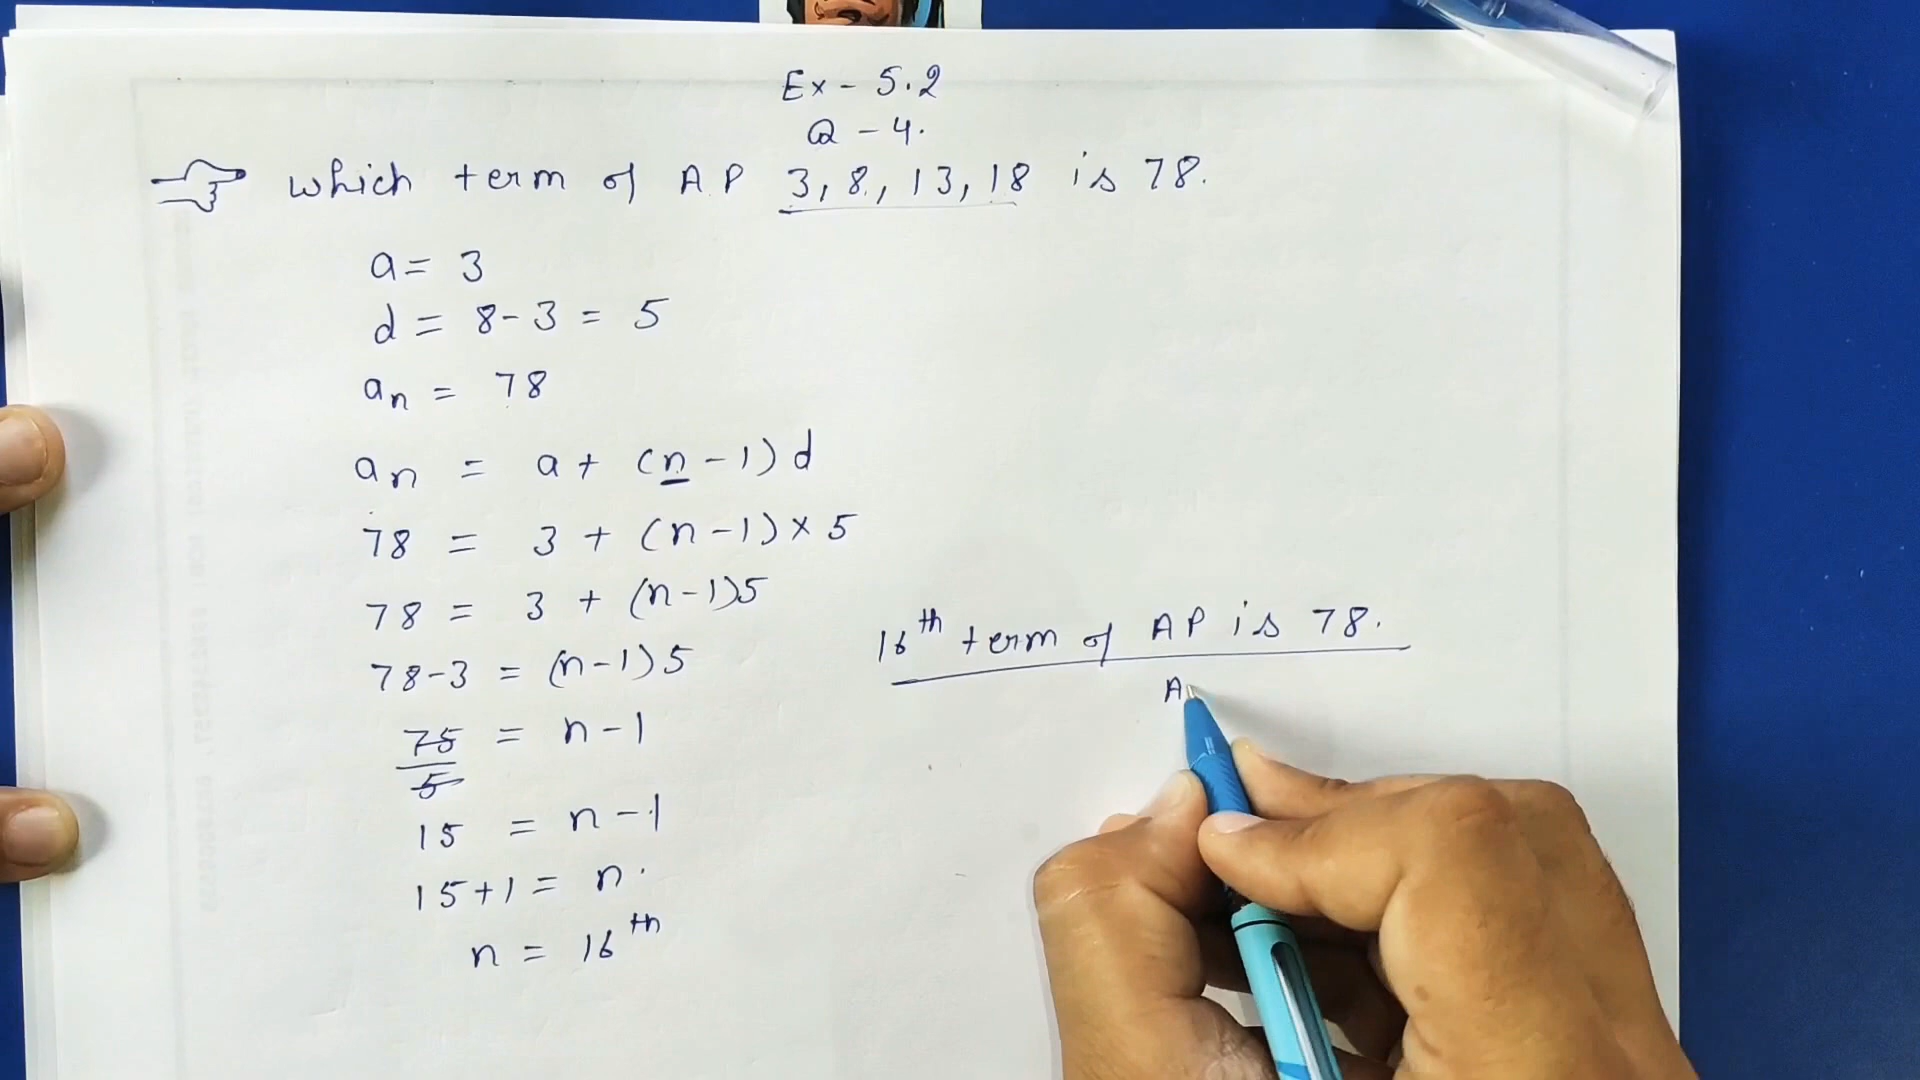 Ex - 5.2
Q - 4.
which term of AP 3, 8, 13, 18 is 78.
a = 3
d = 8 - 3 = 5
an = 78
an = a + (n - 1) d
78 = 3 + (n - 1) × 5
78 = 3 + (n - 1)5
78 - 3 = (n - 1) 5
75/5 = n - 1
15 = n - 1
15 + 1 = n.
n = 16th
16th term of AP is 78.
A